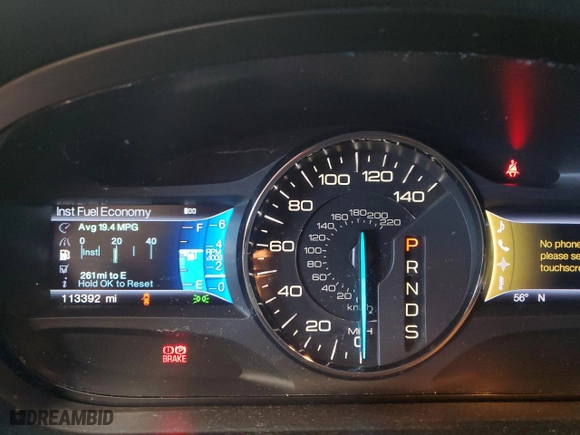 Inst Fuel Economy
Avg 19.4 MPG
0 20 40
Inst
261 mi to E
Hold OK to Reset
113392 mi
F
E
6
4
2
0
RPM
x1000
BRAKE
0
20
40
60
80
100
120
140
20
40
60
80
100
120
140
160
180
200
220
km/h
MPH
P
R
N
D
S
No phone
please se
touchscre
56° N
DREAMBID